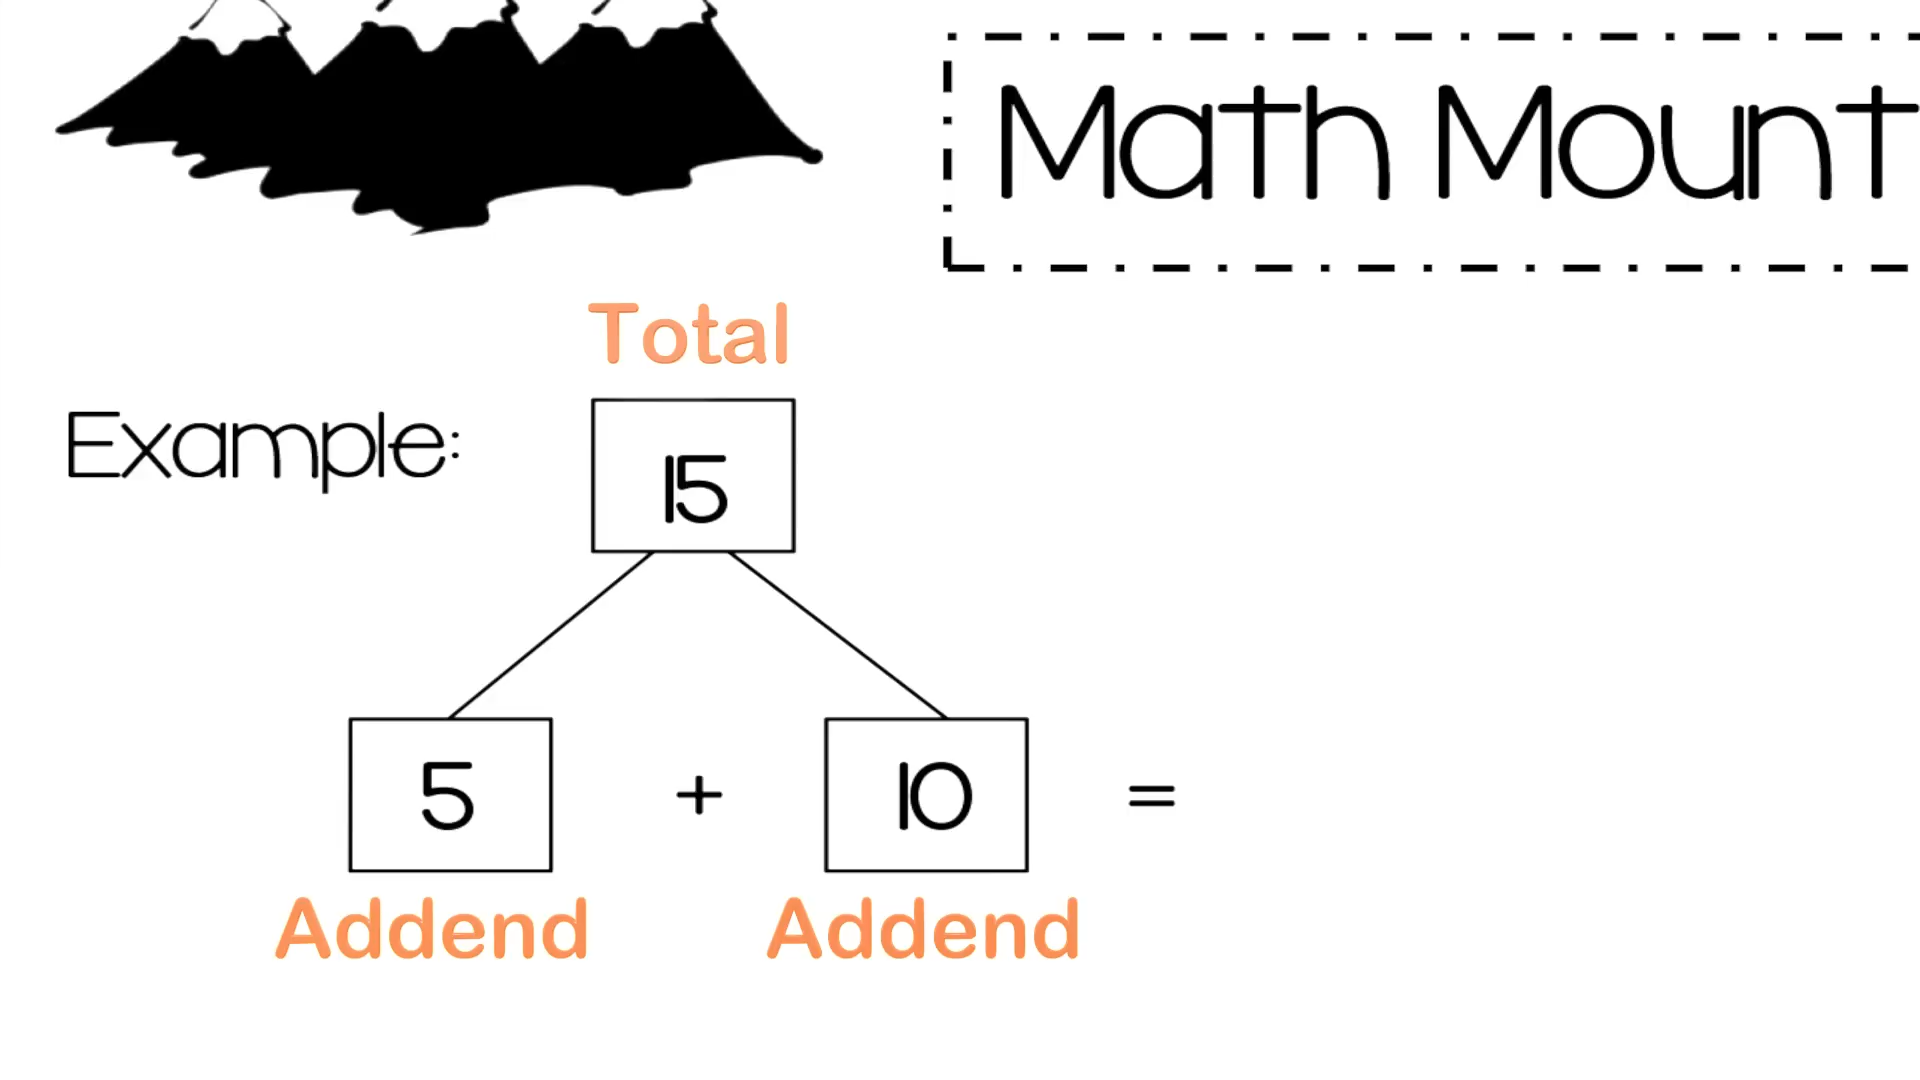 Math Mount
Total
Example:
15
5 + 10 =
Addend Addend